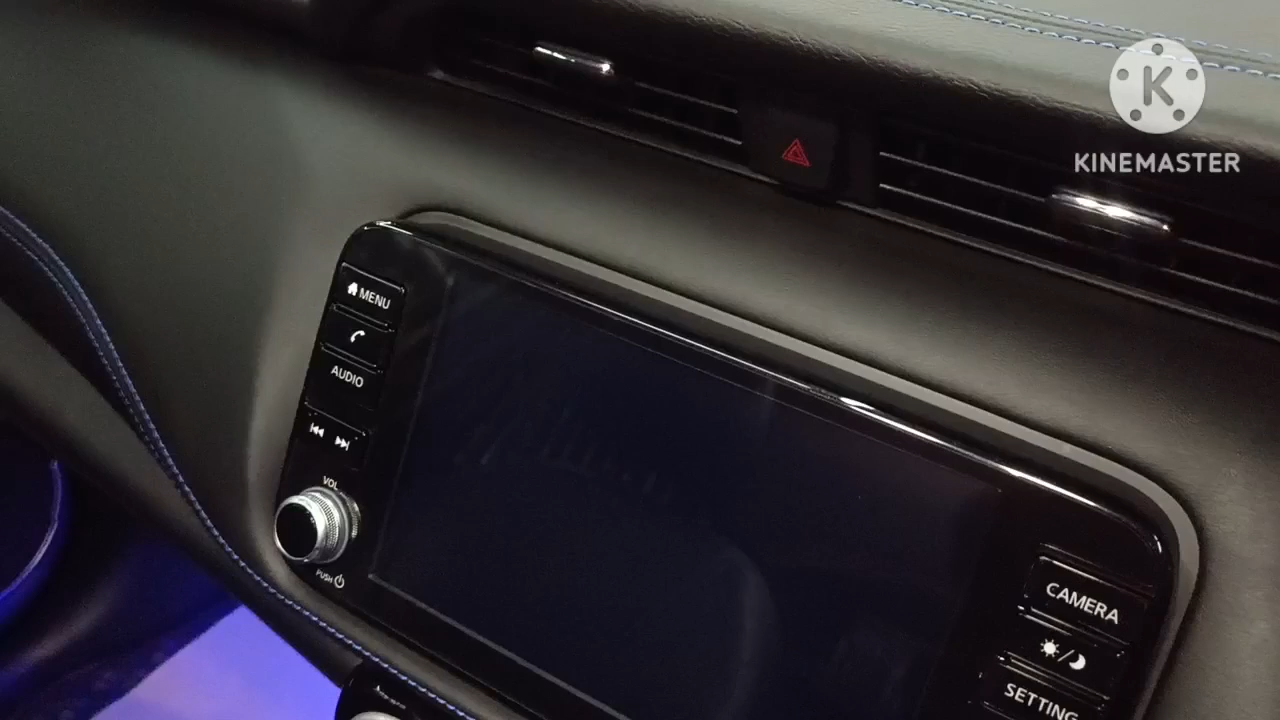 K
KINEMASTER
MENU
AUDIO
VOL
PUSH
CAMERA
SETTING